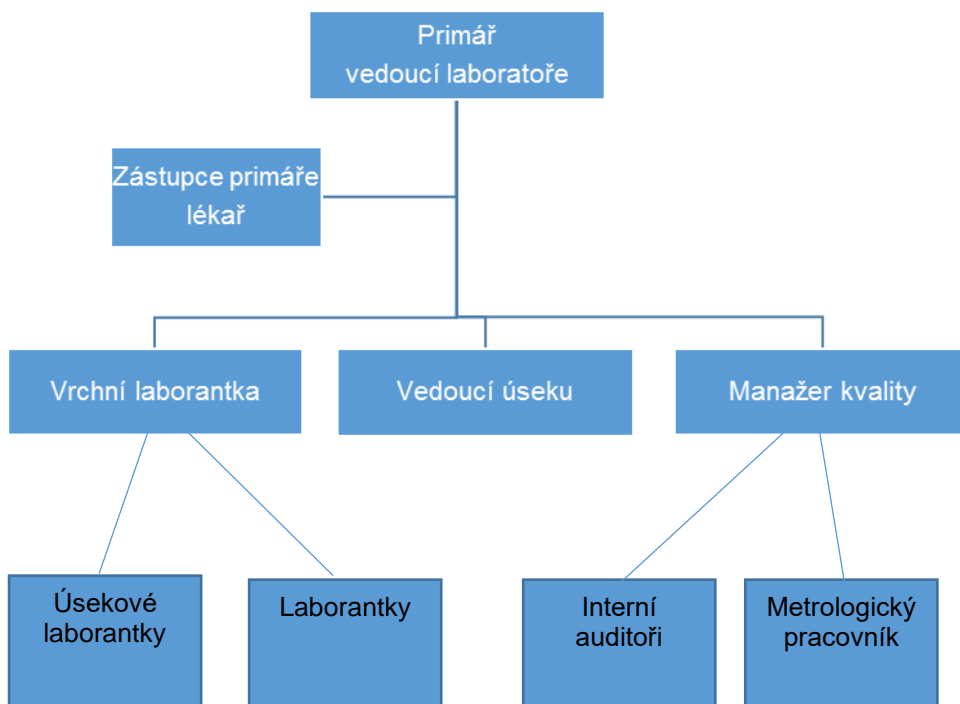 Primář
vedoucí laboratoře
Zástupce primáře
lékař
Vrchní laborantka
Vedoucí úseku
Manažer kvality
Úsekové
laborantky
Laborantky
Interní
auditoři
Metrologický
pracovník